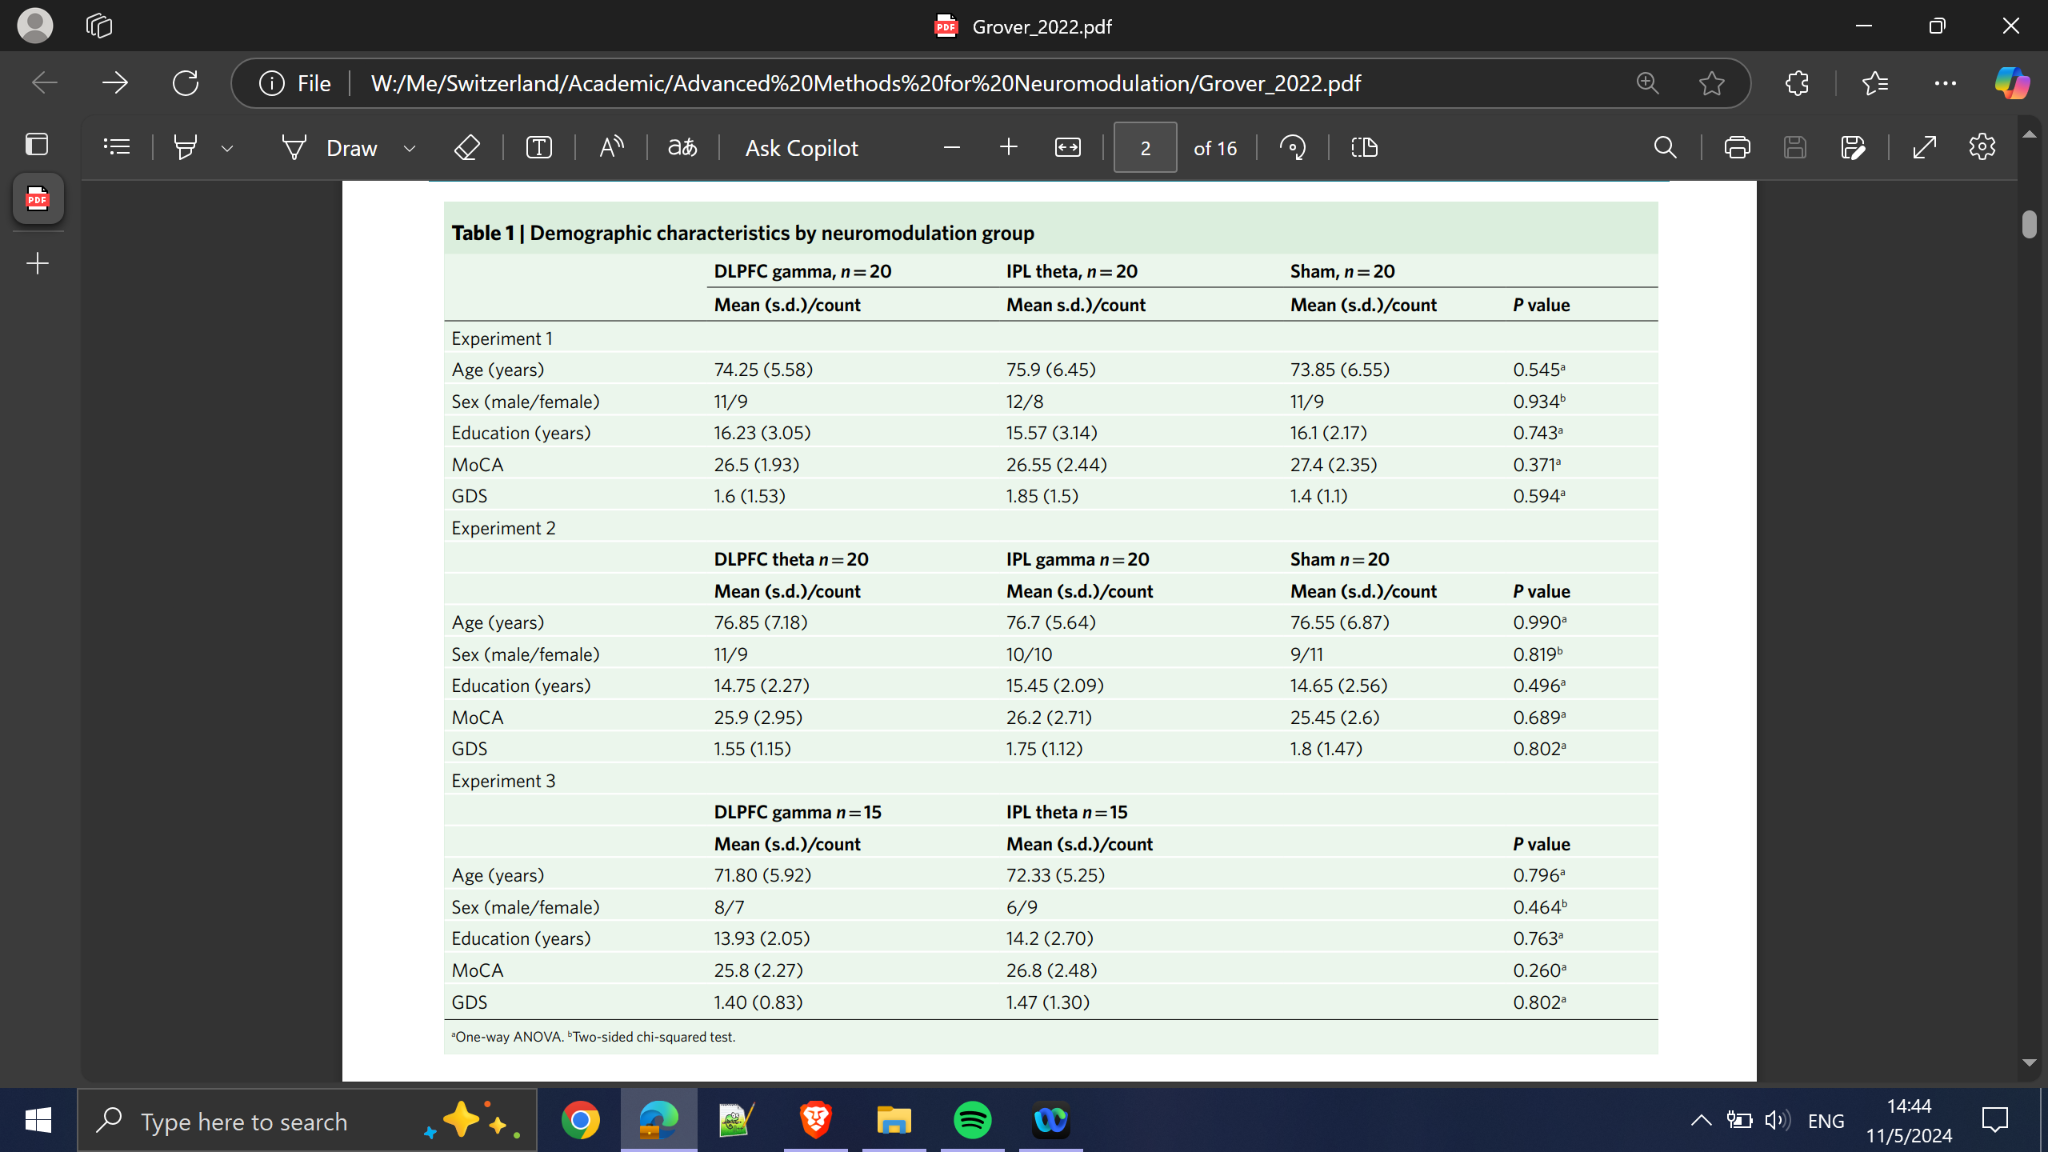 Grover_2022.pdf
File W:/Me/Switzerland/Academic/Advanced%20Methods%20for%20Neuromodulation/Grover_2022.pdf
Draw T A aあ Ask Copilot 2 of 16
PDF
Table 1 | Demographic characteristics by neuromodulation group
DLPFC gamma, n = 20 IPL theta, n = 20 Sham, n = 20
Mean (s.d.)/count Mean s.d.)/count Mean (s.d.)/count P value
Experiment 1
Age (years) 74.25 (5.58) 75.9 (6.45) 73.85 (6.55) 0.545ᵃ
Sex (male/female) 11/9 12/8 11/9 0.934ᵇ
Education (years) 16.23 (3.05) 15.57 (3.14) 16.1 (2.17) 0.743ᵃ
MoCA 26.5 (1.93) 26.55 (2.44) 27.4 (2.35) 0.371ᵃ
GDS 1.6 (1.53) 1.85 (1.5) 1.4 (1.1) 0.594ᵃ
Experiment 2
DLPFC theta n = 20 IPL gamma n = 20 Sham n = 20
Mean (s.d.)/count Mean (s.d.)/count Mean (s.d.)/count P value
Age (years) 76.85 (7.18) 76.7 (5.64) 76.55 (6.87) 0.990ᵃ
Sex (male/female) 11/9 10/10 9/11 0.819ᵇ
Education (years) 14.75 (2.27) 15.45 (2.09) 14.65 (2.56) 0.496ᵃ
MoCA 25.9 (2.95) 26.2 (2.71) 25.45 (2.6) 0.689ᵃ
GDS 1.55 (1.15) 1.75 (1.12) 1.8 (1.47) 0.802ᵃ
Experiment 3
DLPFC gamma n = 15 IPL theta n = 15
Mean (s.d.)/count Mean (s.d.)/count P value
Age (years) 71.80 (5.92) 72.33 (5.25) 0.796ᵃ
Sex (male/female) 8/7 6/9 0.464ᵇ
Education (years) 13.93 (2.05) 14.2 (2.70) 0.763ᵃ
MoCA 25.8 (2.27) 26.8 (2.48) 0.260ᵃ
GDS 1.40 (0.83) 1.47 (1.30) 0.802ᵃ
ᵃOne-way ANOVA. ᵇTwo-sided chi-squared test.
Type here to search
ENG
14:44
11/5/2024